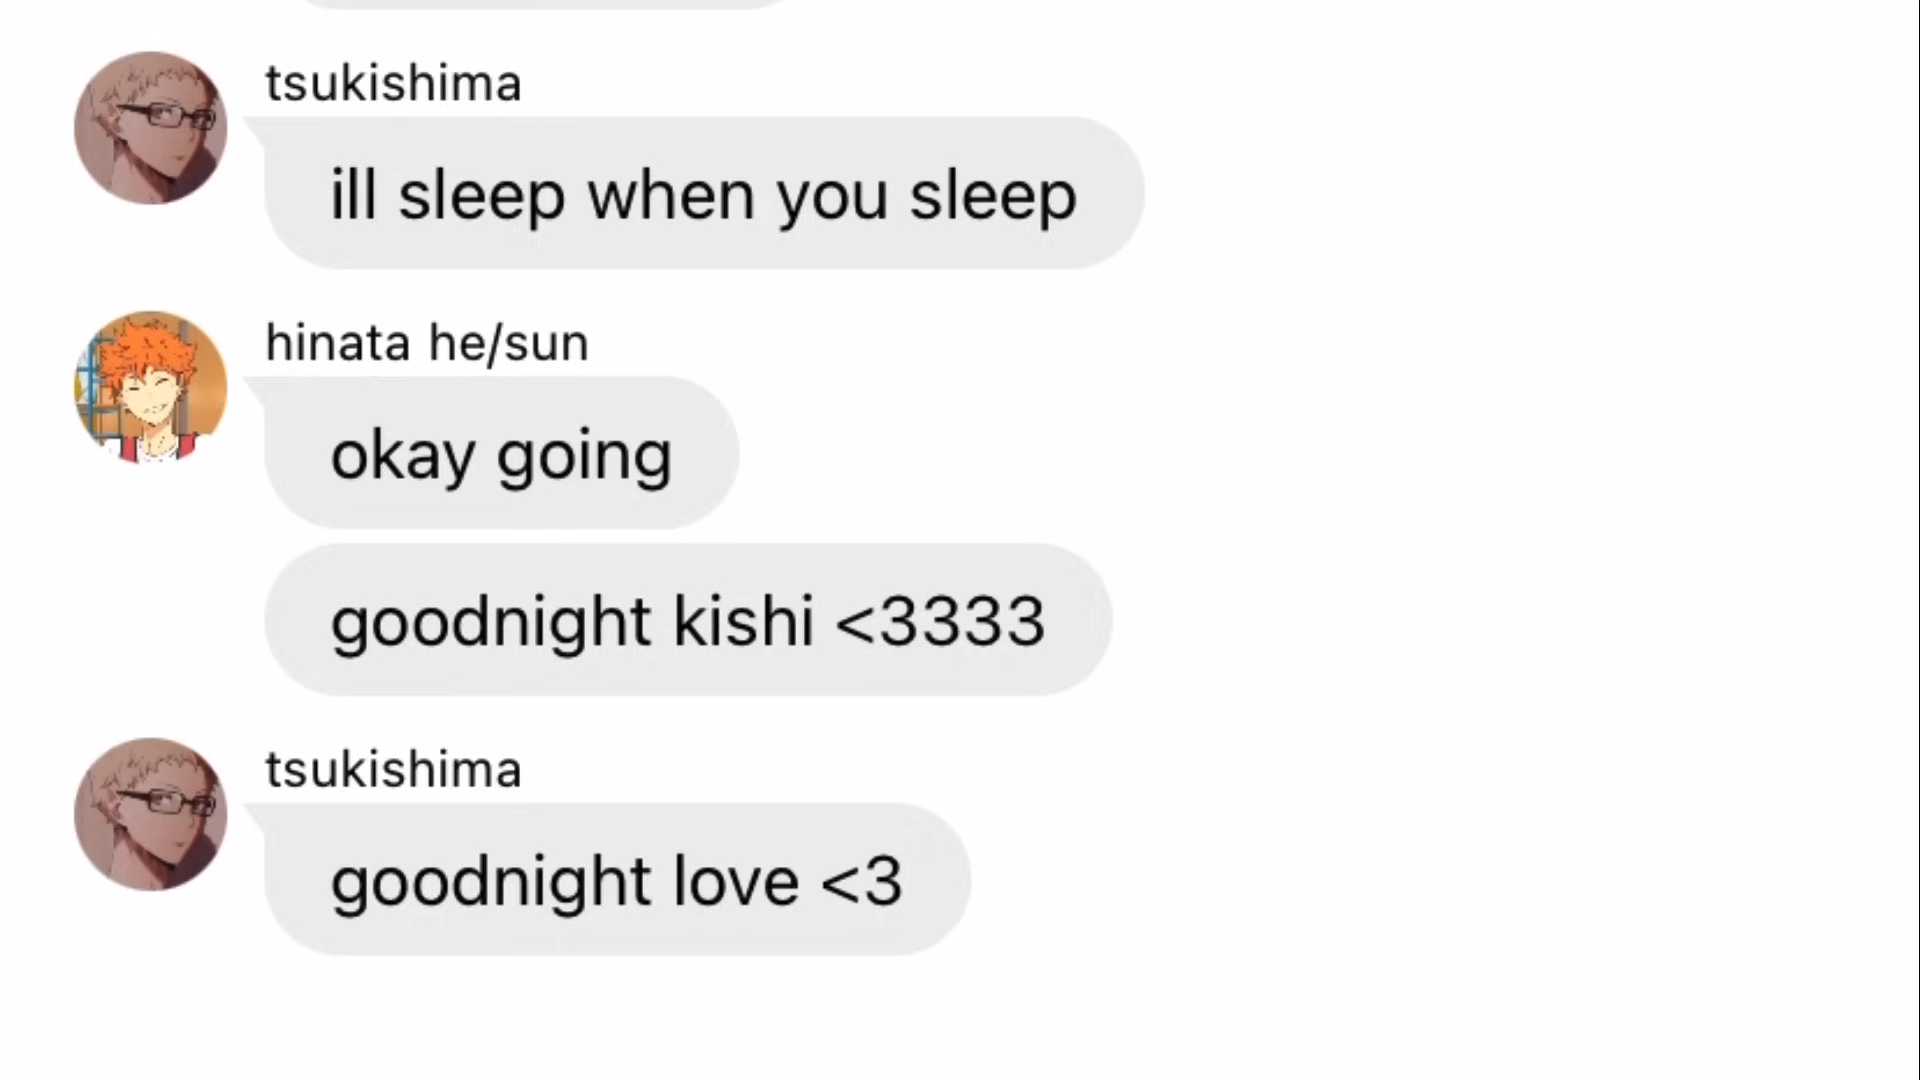 tsukishima
ill sleep when you sleep
hinata he/sun
okay going
goodnight kishi <3333
tsukishima
goodnight love <3